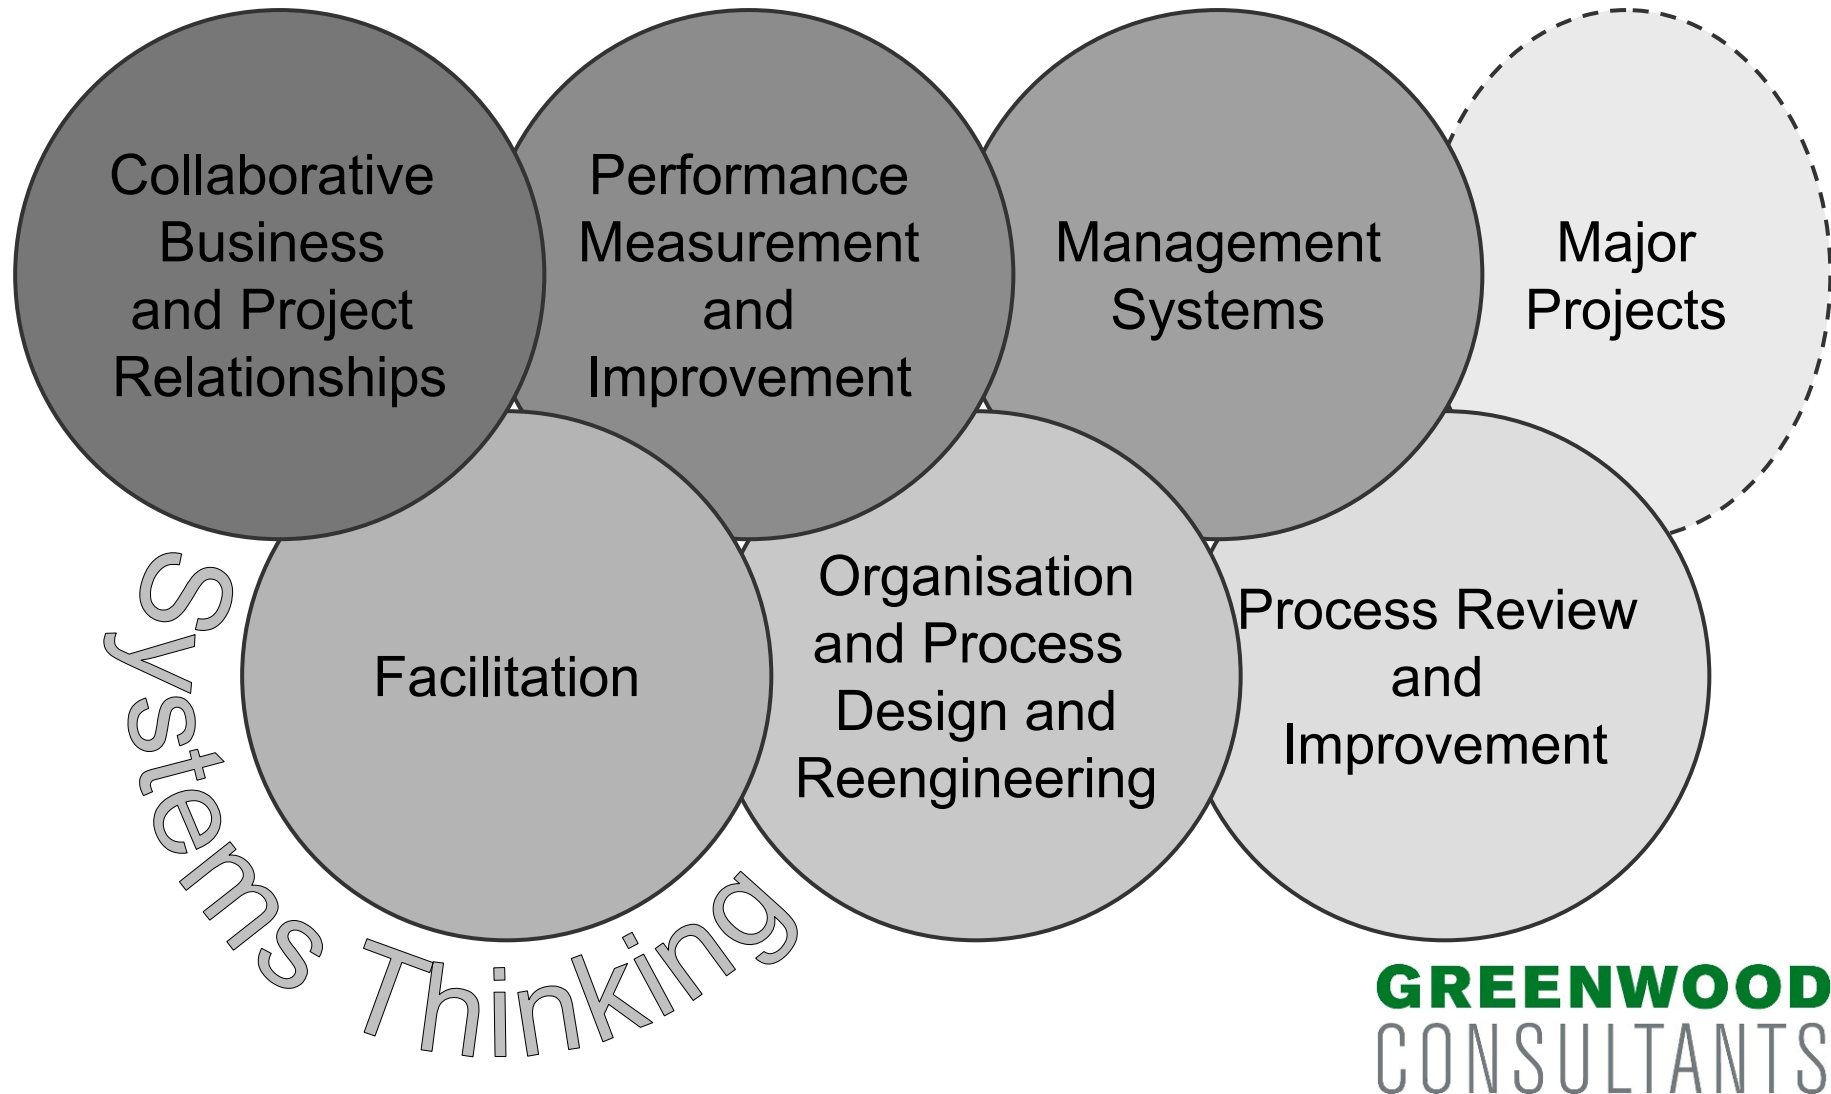 Collaborative
Business
and Project
Relationships
Performance
Measurement
and
Improvement
Management
Systems
Major
Projects
Facilitation
Organisation
and Process
Design and
Reengineering
Process Review
and
Improvement
Systems Thinking
GREENWOOD
CONSULTANTS